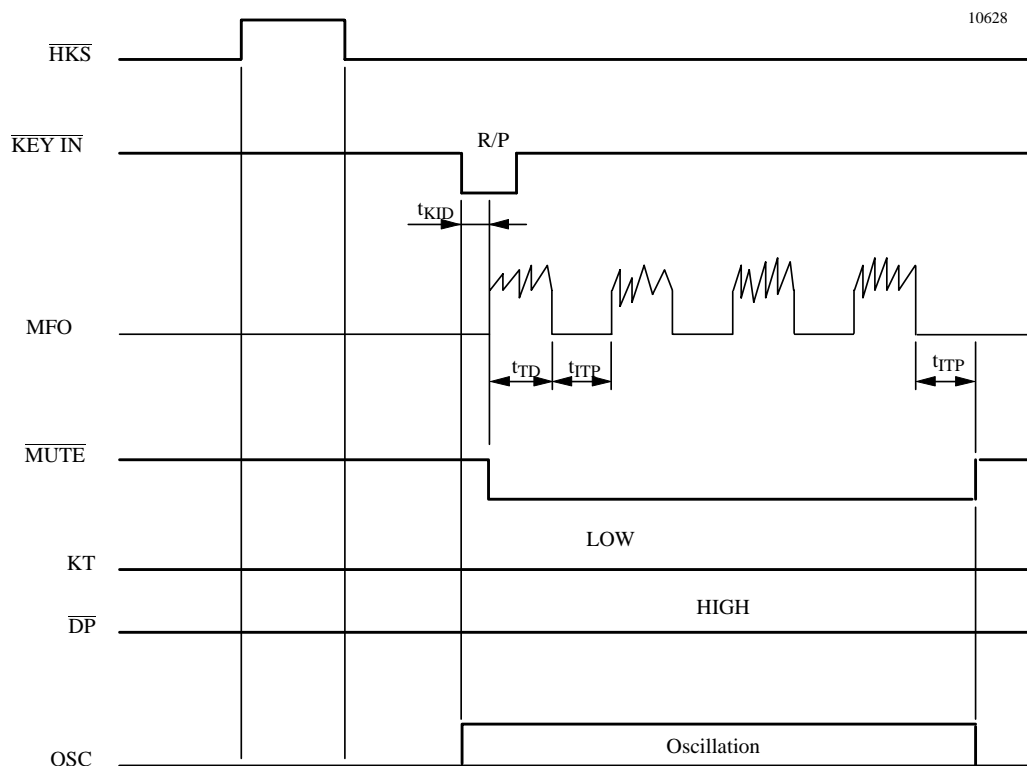 10628
HKS
KEY IN
R/P
tKID
MFO
tTD
tITP
tITP
MUTE
LOW
KT
HIGH
DP
Oscillation
OSC